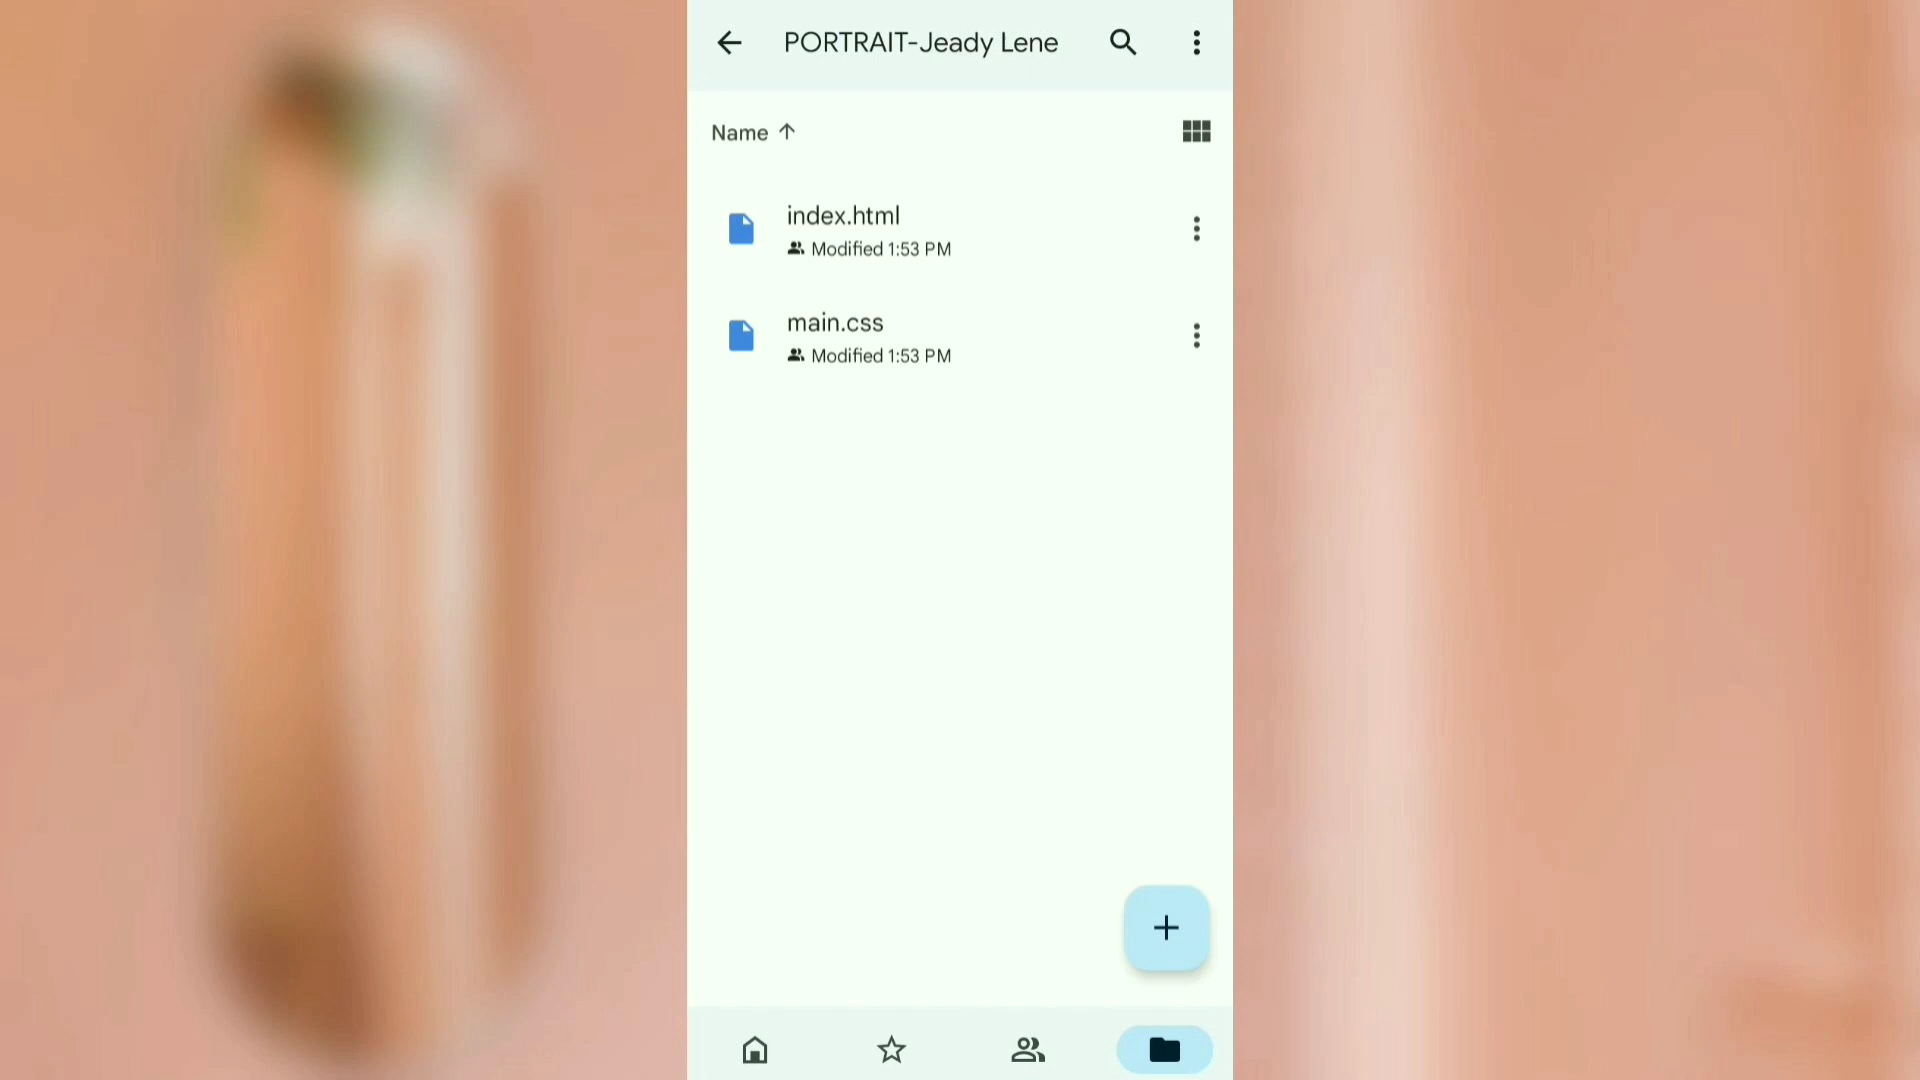 PORTRAIT-Jeady Lene
Name
index.html
Modified 1:53 PM
main.css
Modified 1:53 PM